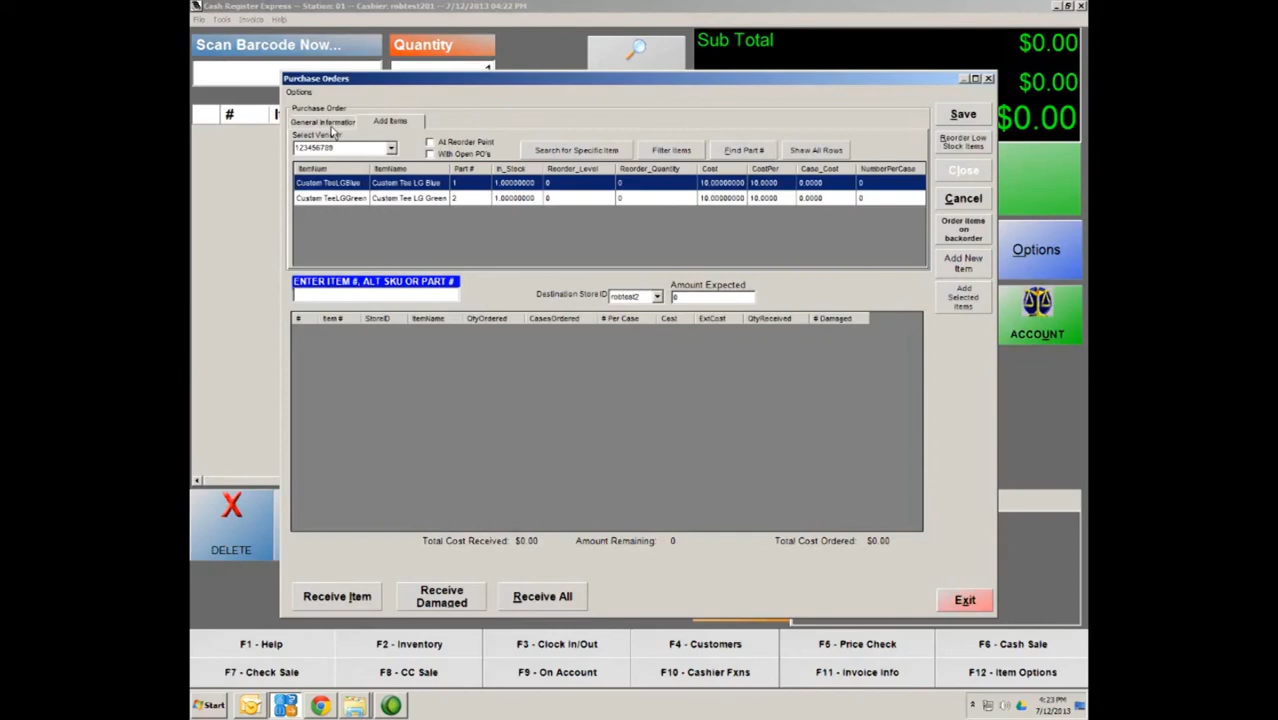 Cash Register Express -- Station: 01 -- Cashier: robtest201 - 7/12/2013 04:22 PM
File Tools Invoice Help
Scan Barcode Now...
Quantity
Sub Total
$0.00
$0.00
$0.00
#
Purchase Orders
Options
Purchase Order
General Information
Add Items
Select Vendor
123456789
At Reorder Point
With Open PO's
Search for Specific Item
Filter Items
Find Part #
Show All Rows
ItemNum ItemName Part # In_Stock Reorder_Level Reorder_Quantity Cost CostPer Case_Cost NumberPerCase
Custom TeeLGBlue Custom Tee LG Blue 1 1.00000000 0 0 10.00000000 10.0000 0.0000 0
Custom TeeLGGreen Custom Tee LG Green 2 1.00000000 0 0 10.00000000 10.0000 0.0000 0
Save
Reorder Low
Stock Items
Close
Cancel
Order Items
on
backorder
Add New
Item
Add
Selected
Items
ENTER ITEM #, ALT SKU OR PART #
Destination Store ID
robtest2
Amount Expected
0
# Item # StoreID ItemName QtyOrdered CasesOrdered # Per Case Cost ExtCost QtyReceived # Damaged
Total Cost Received: $0.00
Amount Remaining: 0
Total Cost Ordered: $0.00
Receive Item
Receive
Damaged
Receive All
Exit
Options
ACCOUNT
X
DELETE
F1 - Help
F2 - Inventory
F3 - Clock In/Out
F4 - Customers
F5 - Price Check
F6 - Cash Sale
F7 - Check Sale
F8 - CC Sale
F9 - On Account
F10 - Cashier Fxns
F11 - Invoice Info
F12 - Item Options
Start
4:23 PM
7/12/2013